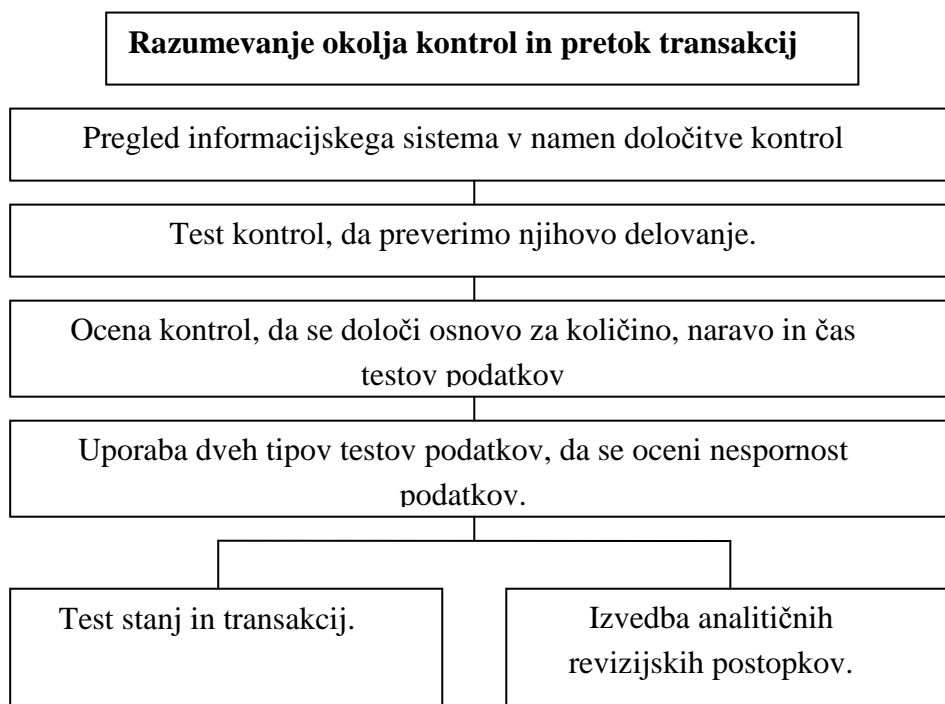 Razumevanje okolja kontrol in pretok transakcij
Pregled informacijskega sistema v namen določitve kontrol
Test kontrol, da preverimo njihovo delovanje.
Ocena kontrol, da se določi osnovo za količino, naravo in čas
testov podatkov
Uporaba dveh tipov testov podatkov, da se oceni nespornost
podatkov.
Test stanj in transakcij.
Izvedba analitičnih
revizijskih postopkov.